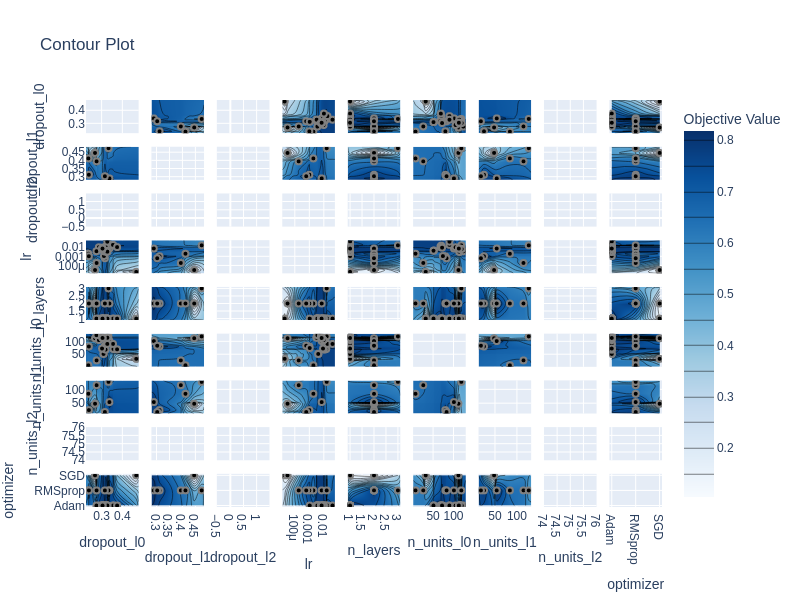 Contour Plot
Objective Value
0.8
0.7
0.6
0.5
0.4
0.3
0.2
dropout_l0
0.4
0.3
dropout_l1
0.45
0.4
0.35
0.3
dropout_l2
1
0.5
0
−0.5
lr
0.01
0.001
100μ
n_layers
3
2.5
2
1.5
1
n_units_l0
100
50
n_units_l1
100
50
n_units_l2
76
75.5
75
74.5
74
optimizer
SGD
RMSprop
Adam
0.3 0.4
0.3 0.35 0.4 0.45
−0.5 0 0.5 1
100μ 0.001 0.01
1 1.5 2 2.5 3
50 100
50 100
74 74.5 75 75.5 76
Adam RMSprop SGD
dropout_l0
dropout_l1
dropout_l2
lr
n_layers
n_units_l0
n_units_l1
n_units_l2
optimizer